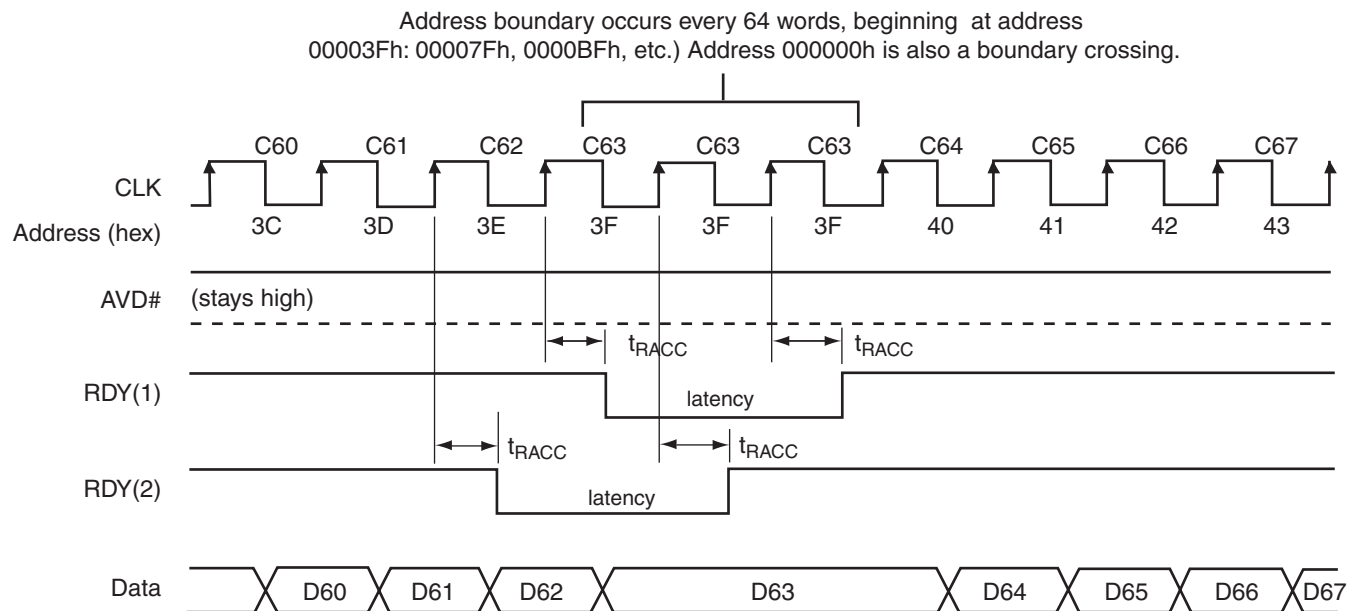 Address boundary occurs every 64 words, beginning at address
00003Fh: 00007Fh, 0000BFh, etc.) Address 000000h is also a boundary crossing.
C60 C61 C62 C63 C63 C63 C64 C65 C66 C67
CLK
Address (hex) 3C 3D 3E 3F 3F 3F 40 41 42 43
AVD# (stays high)
tRACC tRACC
RDY(1) latency
tRACC tRACC
RDY(2) latency
Data D60 D61 D62 D63 D64 D65 D66 D67